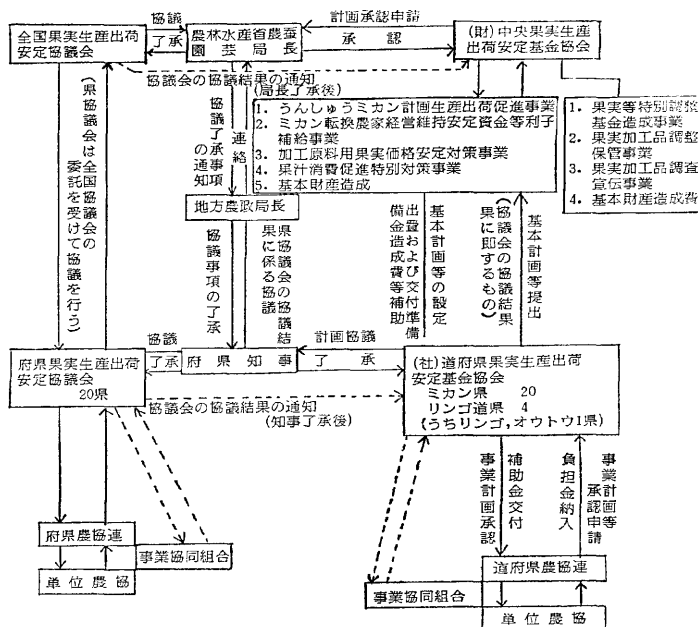 全国果実生産出荷
安定協議会
協議
了承
農林水産省農蚕
園芸局長
計画承認申請
承認
(財)中央果実生産
出荷安定基金協会
協議会の協議結果の通知
(局長了承後)
1. うんしゅうミカン計画生産出荷促進事業
2. ミカン転換農家経営維持安定資金等利子
補給事業
3. 加工原料用果実価格安定対策事業
4. 果汁消費促進特別対策事業
5. 基本財産造成
1. 果実等特別調整
基金造成事業
2. 果実加工品調整
保管事業
3. 果実加工品調査
宣伝事業
4. 基本財産造成費
(県協議会は全国協議会の
委託を受けて協議を行う)
協議了承事項
の通知
連絡
地方農政局長
協議事項の了承
県協議会の協議結
果に係る協議
基本計画等の設定
出資および交付準備
備金造成費等補助
(協議会の協議結果
果に即するもの)
基本計画等提出
府県果実生産出荷
安定協議会
20県
協議
了承
府県知事
計画協議
了承
(社)道府県果実生産出荷
安定基金協会
ミカン県 20
リンゴ道県 4
(うちリンゴ,オウトウ1県)
協議会の協議結果の通知
(知事了承後)
事業計画承認
補助金交付
負担金納入
事業計画等
承認申請
府県農協連
単位農協
事業協同組合
道府県農協連
事業協同組合
単位農協